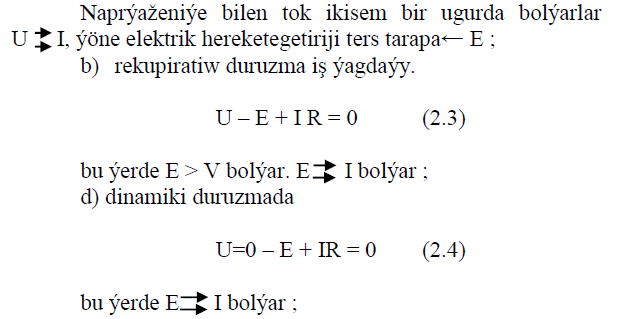 Naprýaženiýe bilen tok ikisem bir ugurda bolýarlar
U ⇉ I, ýöne elektrik hereketegetiriji ters tarapa← E ;
b) rekupiratiw duruzma iş ýagdaýy.
U – E + I R = 0 (2.3)
bu ýerde E > V bolýar. E⇉ I bolýar ;
d) dinamiki duruzmada
U=0 – E + IR = 0 (2.4)
bu ýerde E⇉ I bolýar ;